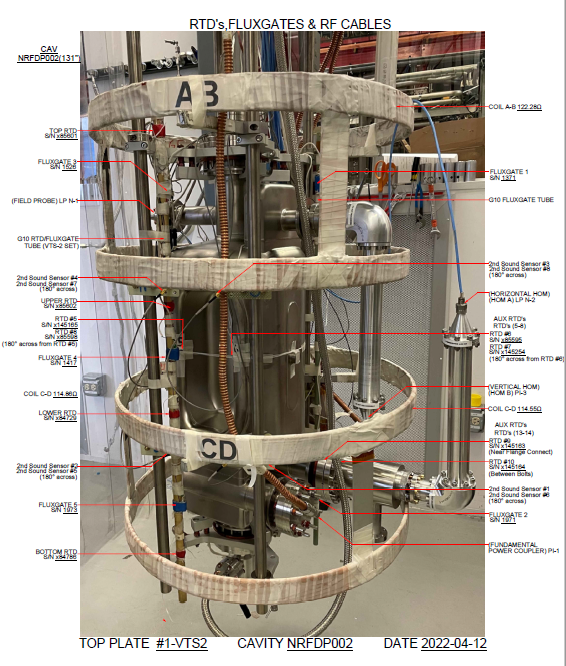 RTD's,FLUXGATES & RF CABLES
CAV
NRFDP002(131")
AB
COIL A-B 122.28Ω
TOP RTD
S/N x85601
FLUXGATE 3
S/N 1526
FLUXGATE 1
S/N 1371
(FIELD PROBE) LP N-1
G10 FLUXGATE TUBE
G10 RTD/FLUXGATE
TUBE (VTS-2 SET)
2nd Sound Sensor #3
2nd Sound Sensor #8
(180° across)
2nd Sound Sensor #4
2nd Sound Sensor #7
(180° across)
(HORIZONTAL HOM)
(HOM A) LP N-2
UPPER RTD
S/N x85602
RTD #5
S/N x145165
RTD #8
S/N x85598
(180° across from RTD #5)
AUX RTD's
RTD's (5-8)
RTD #6
S/N x85595
RTD #7
S/N x145254
(180° across from RTD #6)
FLUXGATE 4
S/N 1417
(VERTICAL HOM)
(HOM B) PI-3
COIL C-D 114.86Ω
COIL C-D 114.55Ω
LOWER RTD
S/N x84729
AUX RTD's
RTD's (13-14)
RTD #9
S/N x145163
(Near Flange Connect)
CD
RTD #10
S/N x145164
(Between Bolts)
2nd Sound Sensor #2
2nd Sound Sensor #5
(180° across)
2nd Sound Sensor #1
2nd Sound Sensor #6
(180° across)
FLUXGATE 5
S/N 1973
FLUXGATE 2
S/N 1971
BOTTOM RTD
S/N x84786
(FUNDAMENTAL
POWER COUPLER) PI-1
TOP PLATE #1-VTS2 CAVITY NRFDP002 DATE 2022-04-12